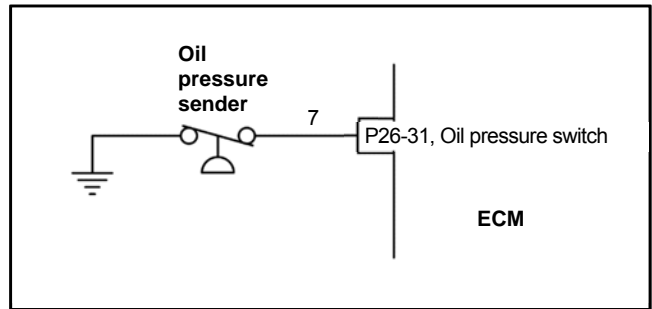 Oil
pressure
sender
7
P26-31, Oil pressure switch
ECM